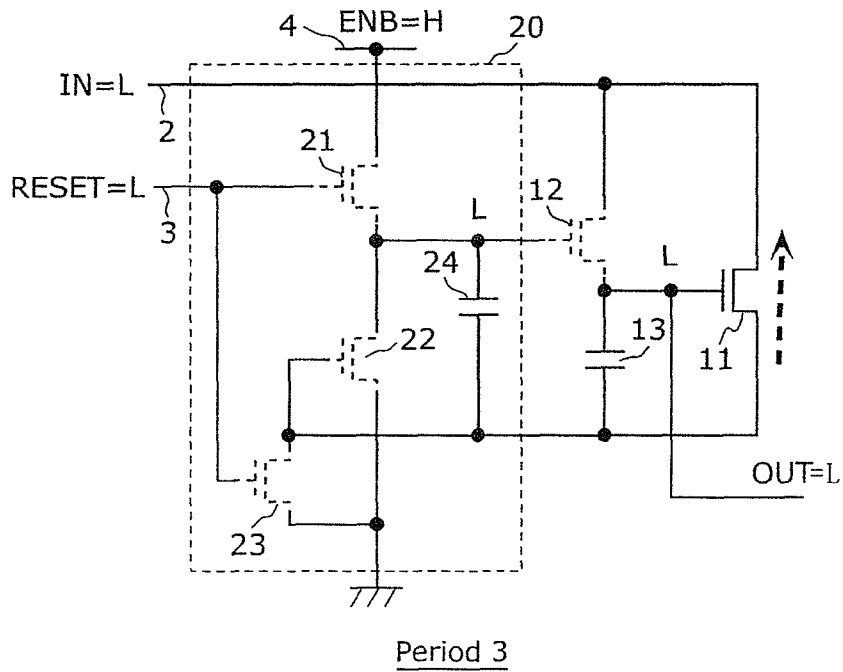 4 ENB=H
20
IN=L
2
21
RESET=L
3
L
12
24
L
22
13
11
OUT=L
23
Period 3